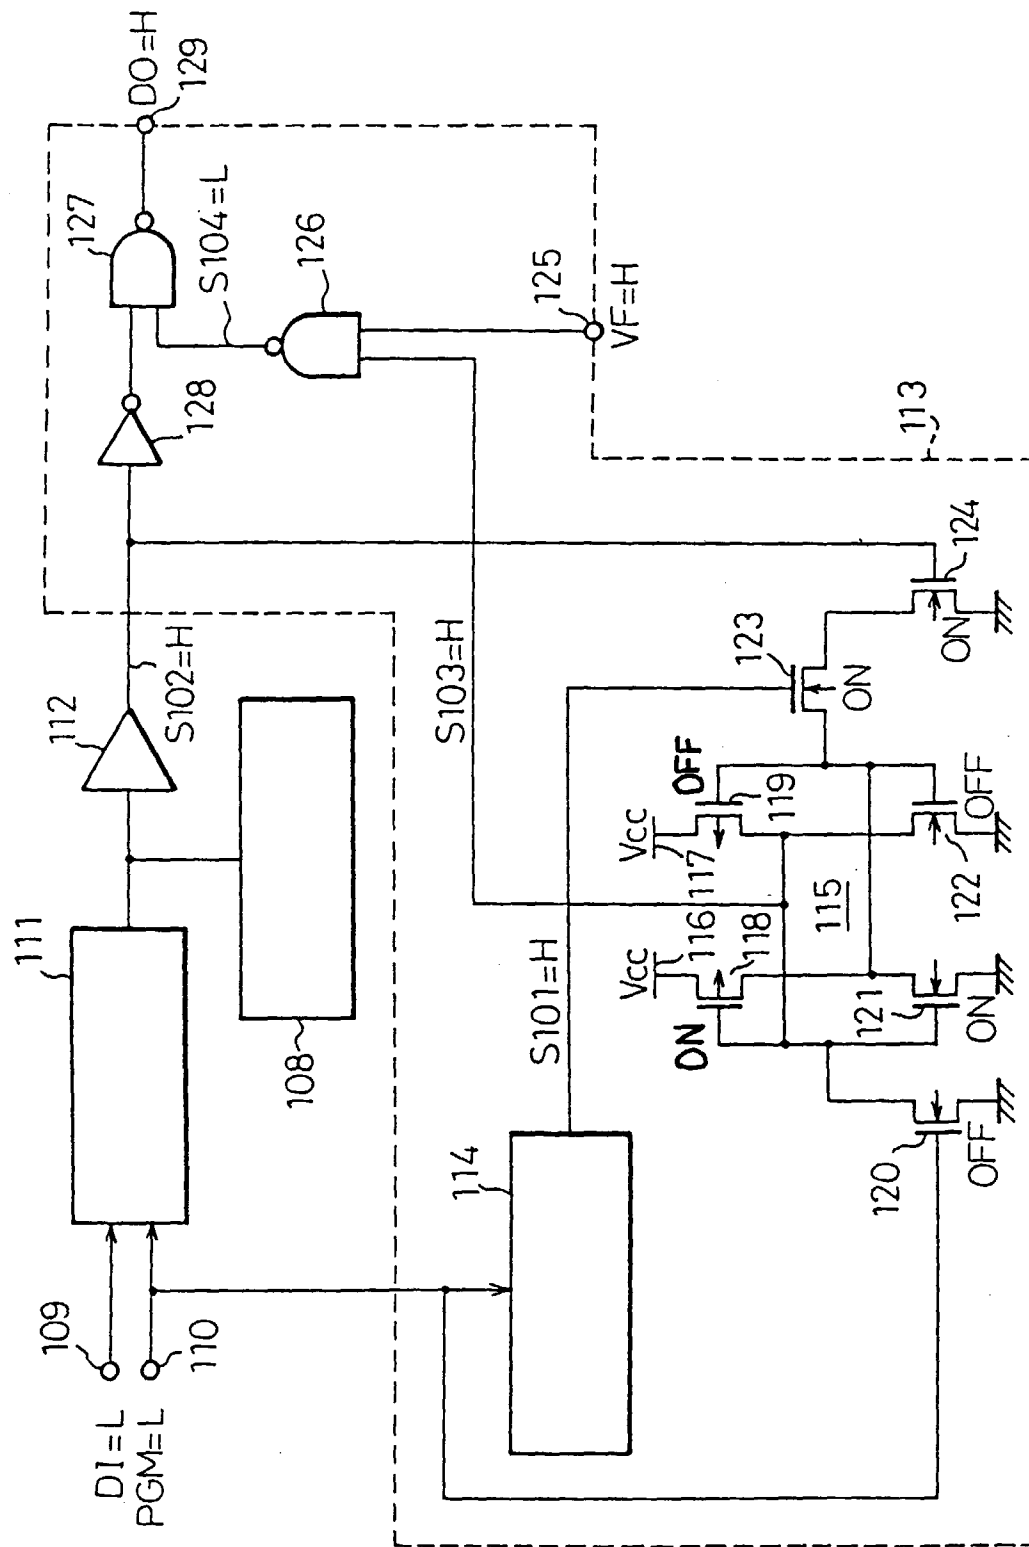 DI=L
PGM=L
109
110
111
112
S102=H
108
128
127
DO=H
129
S104=L
126
125
VF=H
113
S103=H
S101=H
114
123
ON
124
ON
Vcc
117
OFF
119
Vcc
116
118
ON
115
122
OFF
121
ON
120
OFF